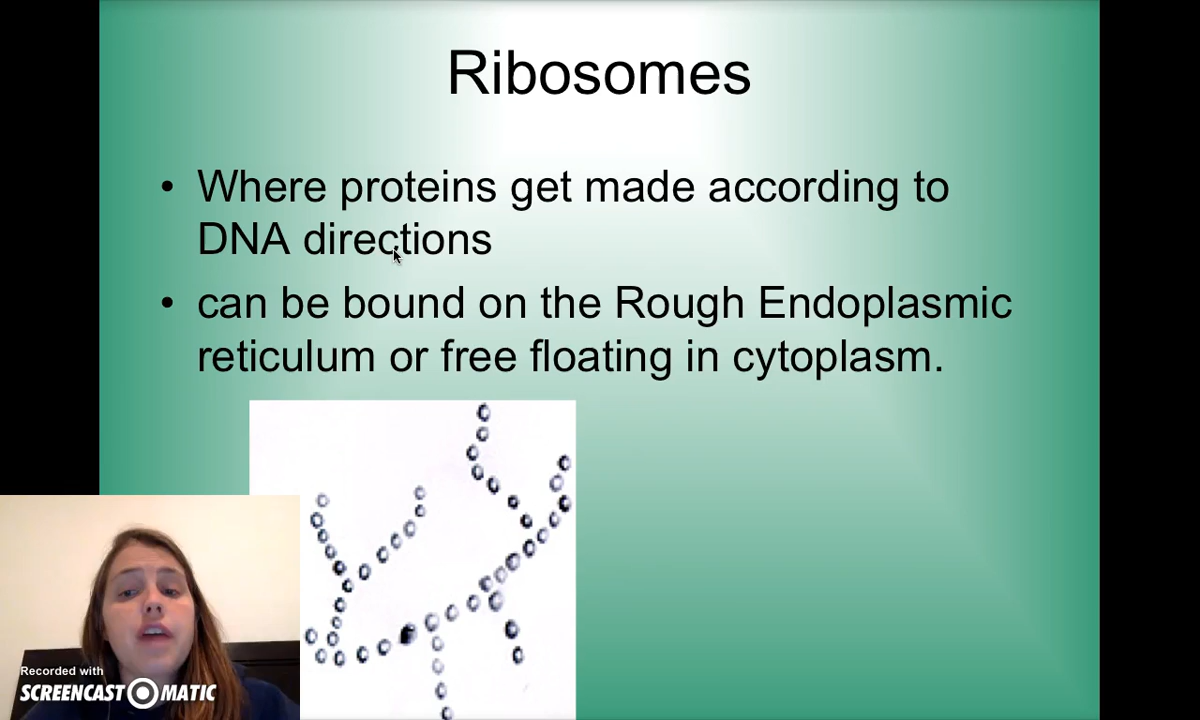 Ribosomes
• Where proteins get made according to
DNA directions
• can be bound on the Rough Endoplasmic
reticulum or free floating in cytoplasm.
Recorded with
SCREENCAST O MATIC